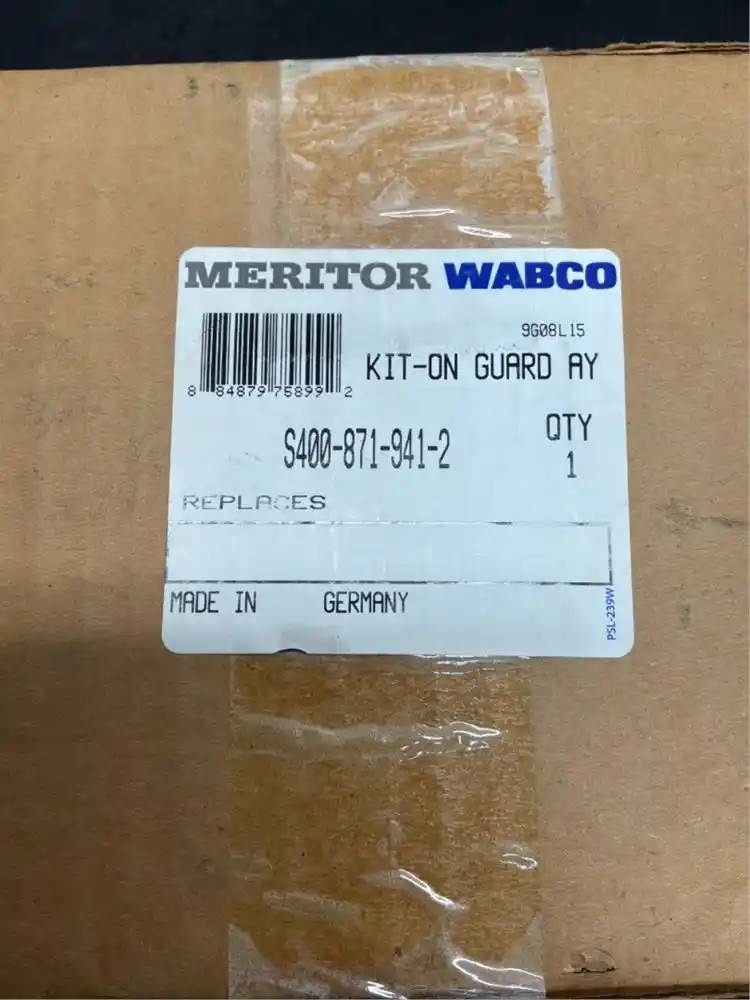 MERITOR WABCO
9G08L15
KIT-ON GUARD AY
8 84879 75899 2
QTY
S400-871-941-2
1
REPLACES
MADE IN GERMANY
PSL-239W